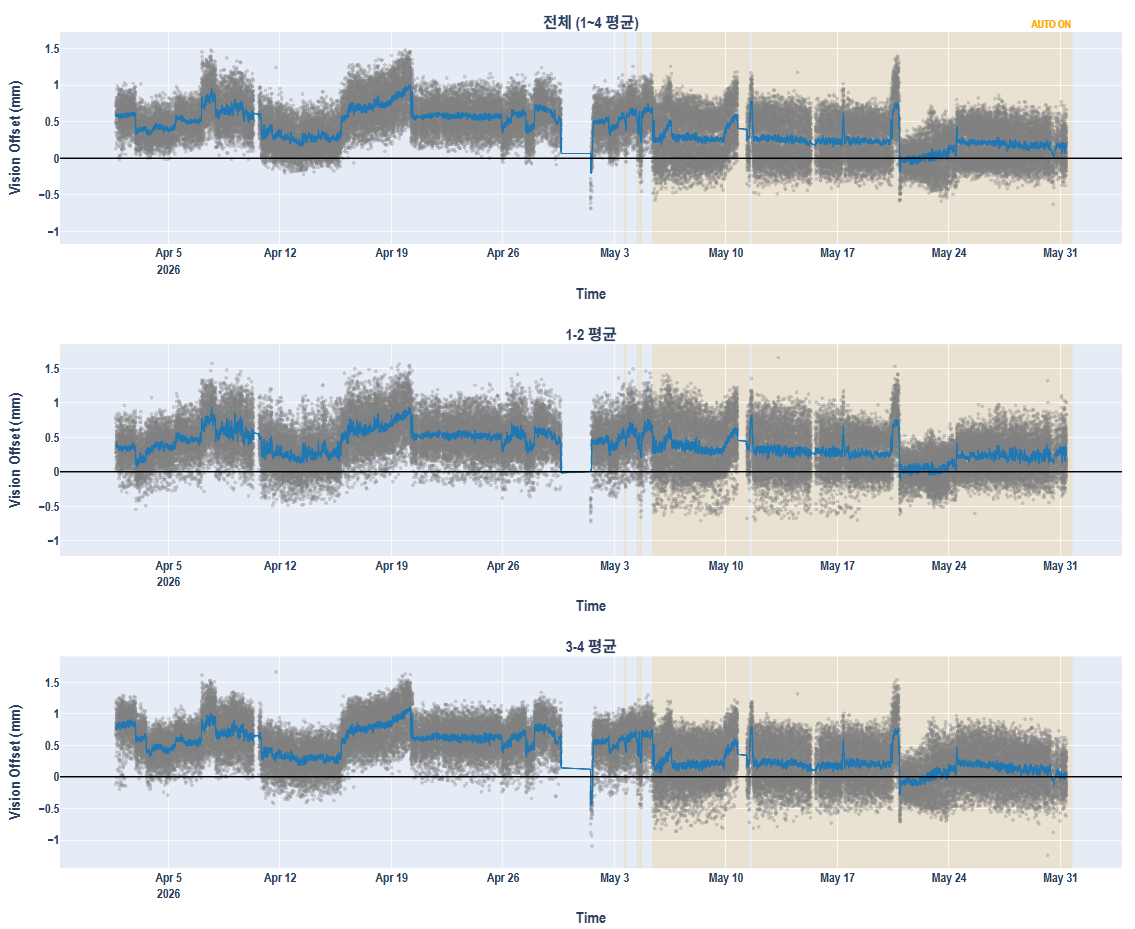 전체 (1~4 평균)
AUTO ON
Vision Offset (mm)
1.5
1
0.5
0
−0.5
−1
Apr 5
2026
Apr 12
Apr 19
Apr 26
May 3
May 10
May 17
May 24
May 31
Time
1-2 평균
Vision Offset (mm)
1.5
1
0.5
0
−0.5
−1
Apr 5
2026
Apr 12
Apr 19
Apr 26
May 3
May 10
May 17
May 24
May 31
Time
3-4 평균
Vision Offset (mm)
1.5
1
0.5
0
−0.5
−1
Apr 5
2026
Apr 12
Apr 19
Apr 26
May 3
May 10
May 17
May 24
May 31
Time